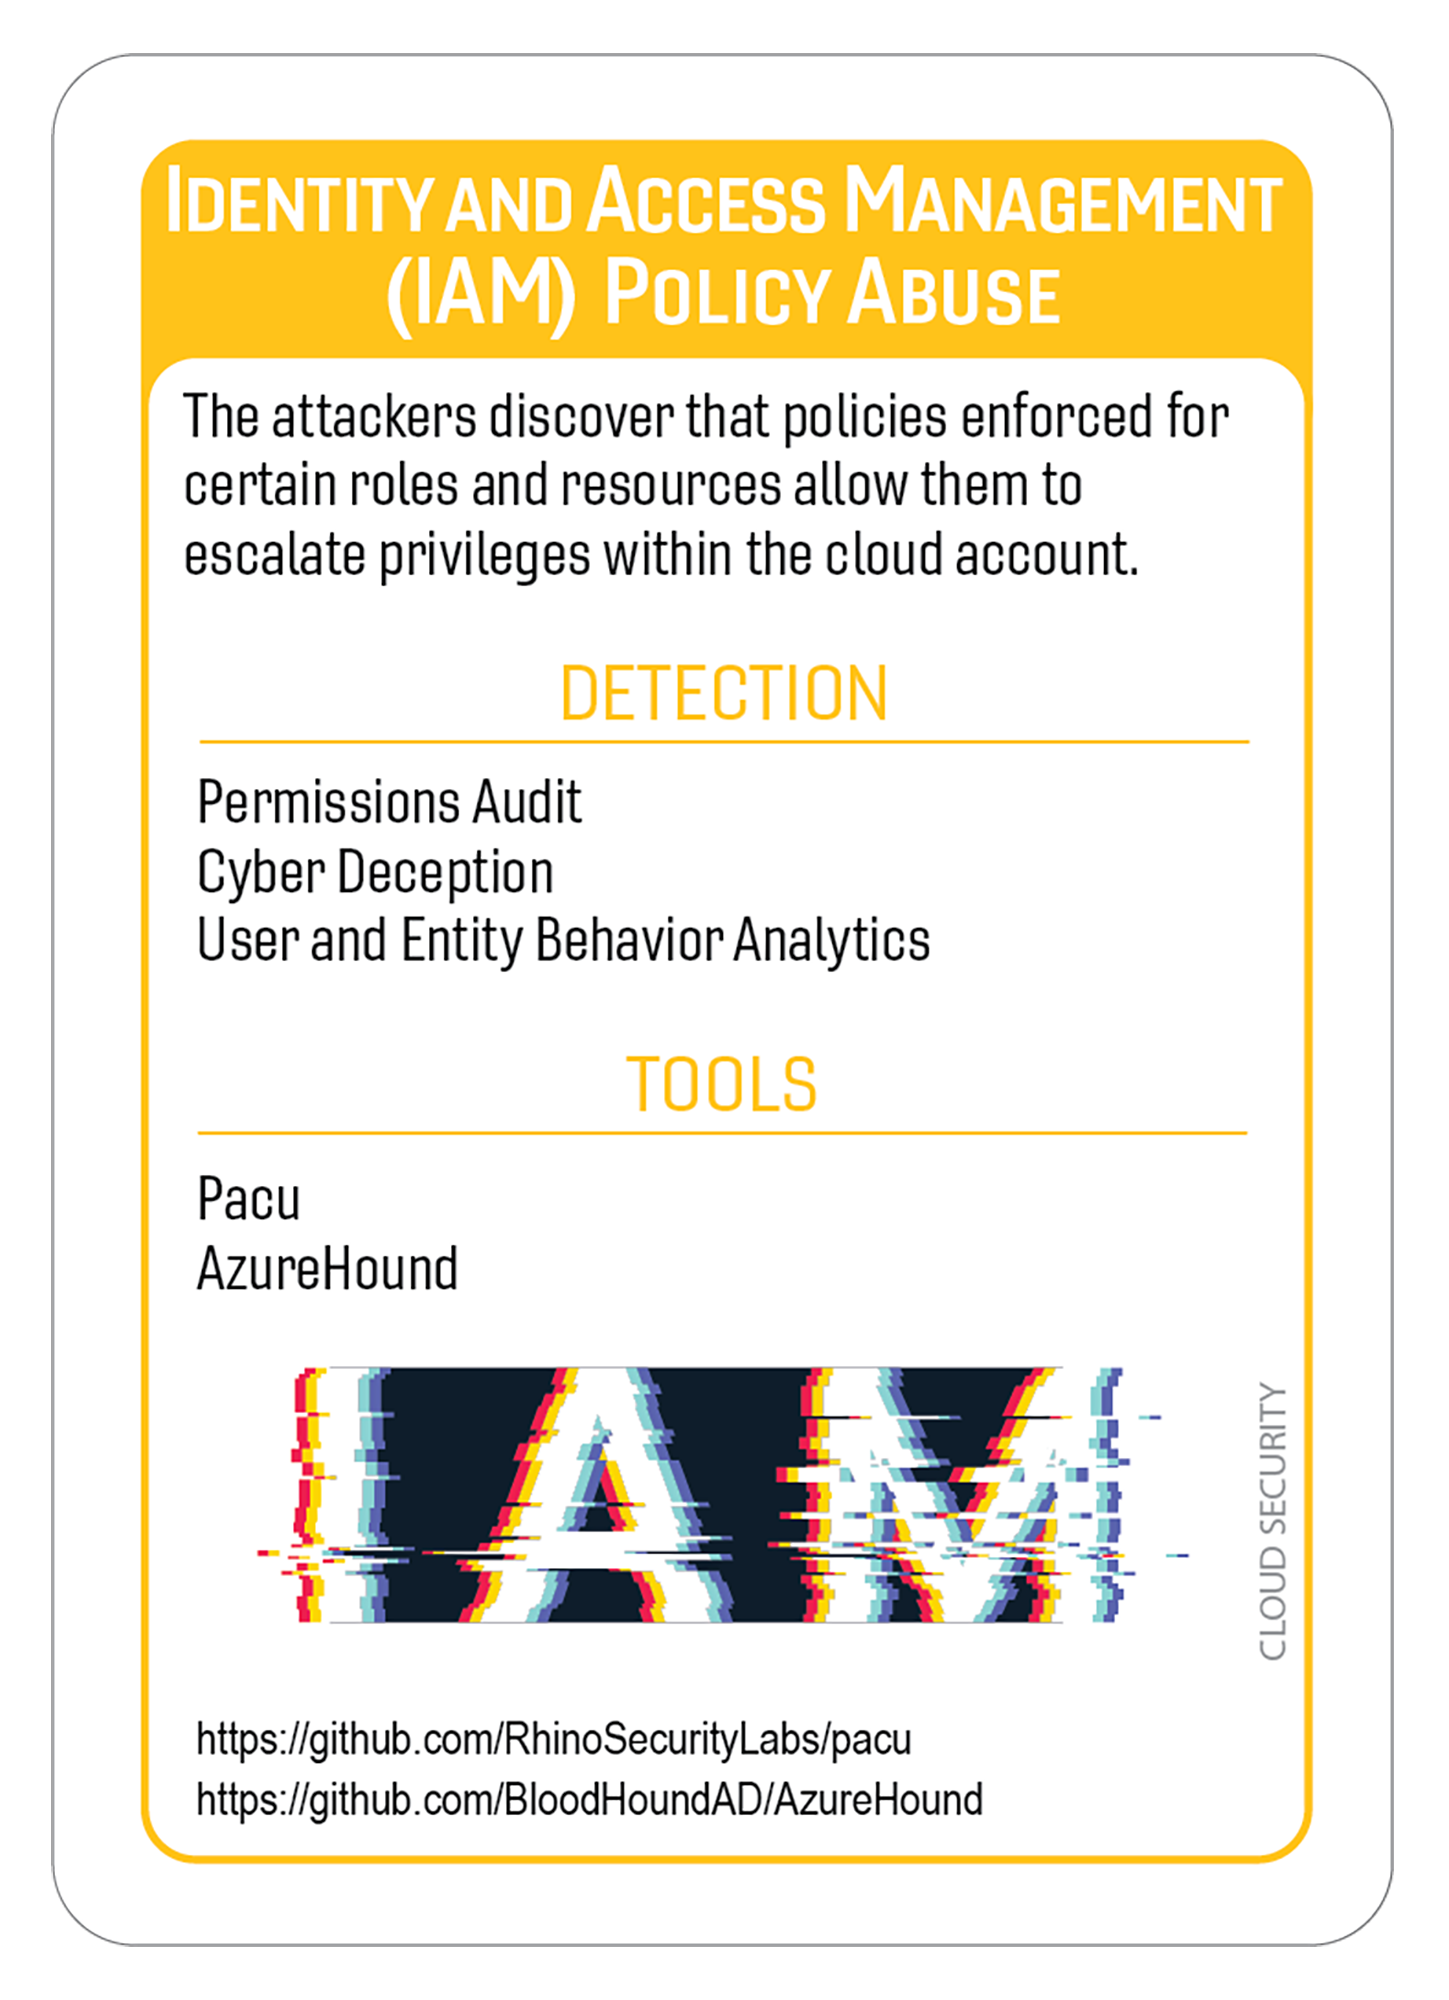 Identity and Access Management
(IAM) Policy Abuse
The attackers discover that policies enforced for
certain roles and resources allow them to
escalate privileges within the cloud account.
DETECTION
Permissions Audit
Cyber Deception
User and Entity Behavior Analytics
TOOLS
Pacu
AzureHound
IAM
CLOUD SECURITY
https://github.com/RhinoSecurityLabs/pacu
https://github.com/BloodHoundAD/AzureHound